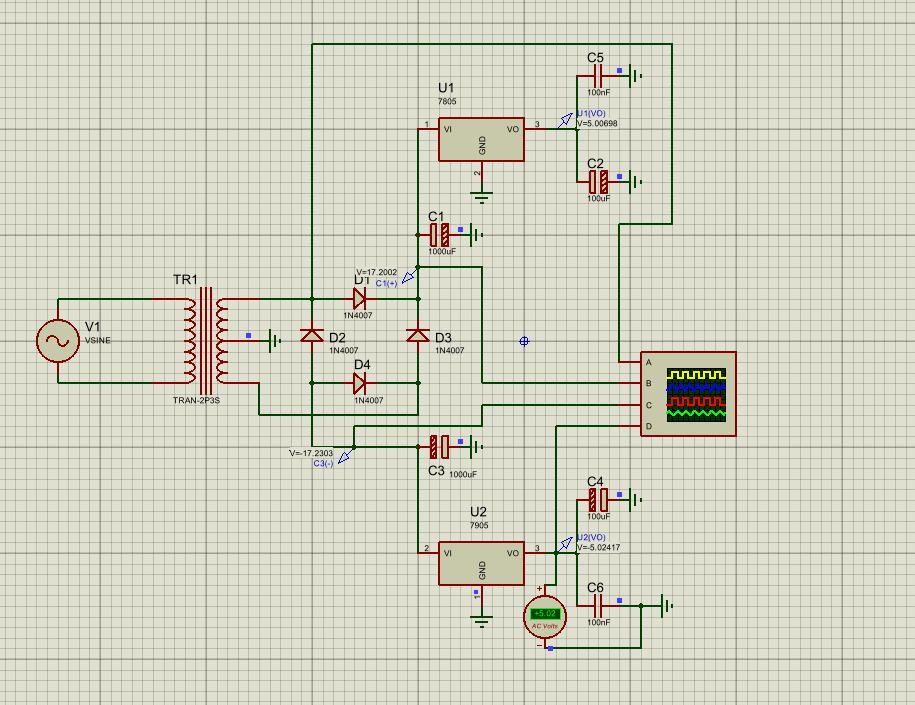 C5
100nF
U1
7805
U1(VO)
V=5.00698
1
VI
VO
3
GND
2
C2
100uF
C1
1000uF
V=17.2002
C1(+)
TR1
D1
1N4007
V1
VSINE
D2
1N4007
D3
1N4007
A
D4
1N4007
B
TRAN-2P3S
C
D
V=-17.2303
C3(-)
C3
1000uF
C4
100uF
U2
7905
U2(VO)
V=-5.02417
2
VI
VO
3
GND
1
C6
100nF
+
+5.02
AC Volts
−